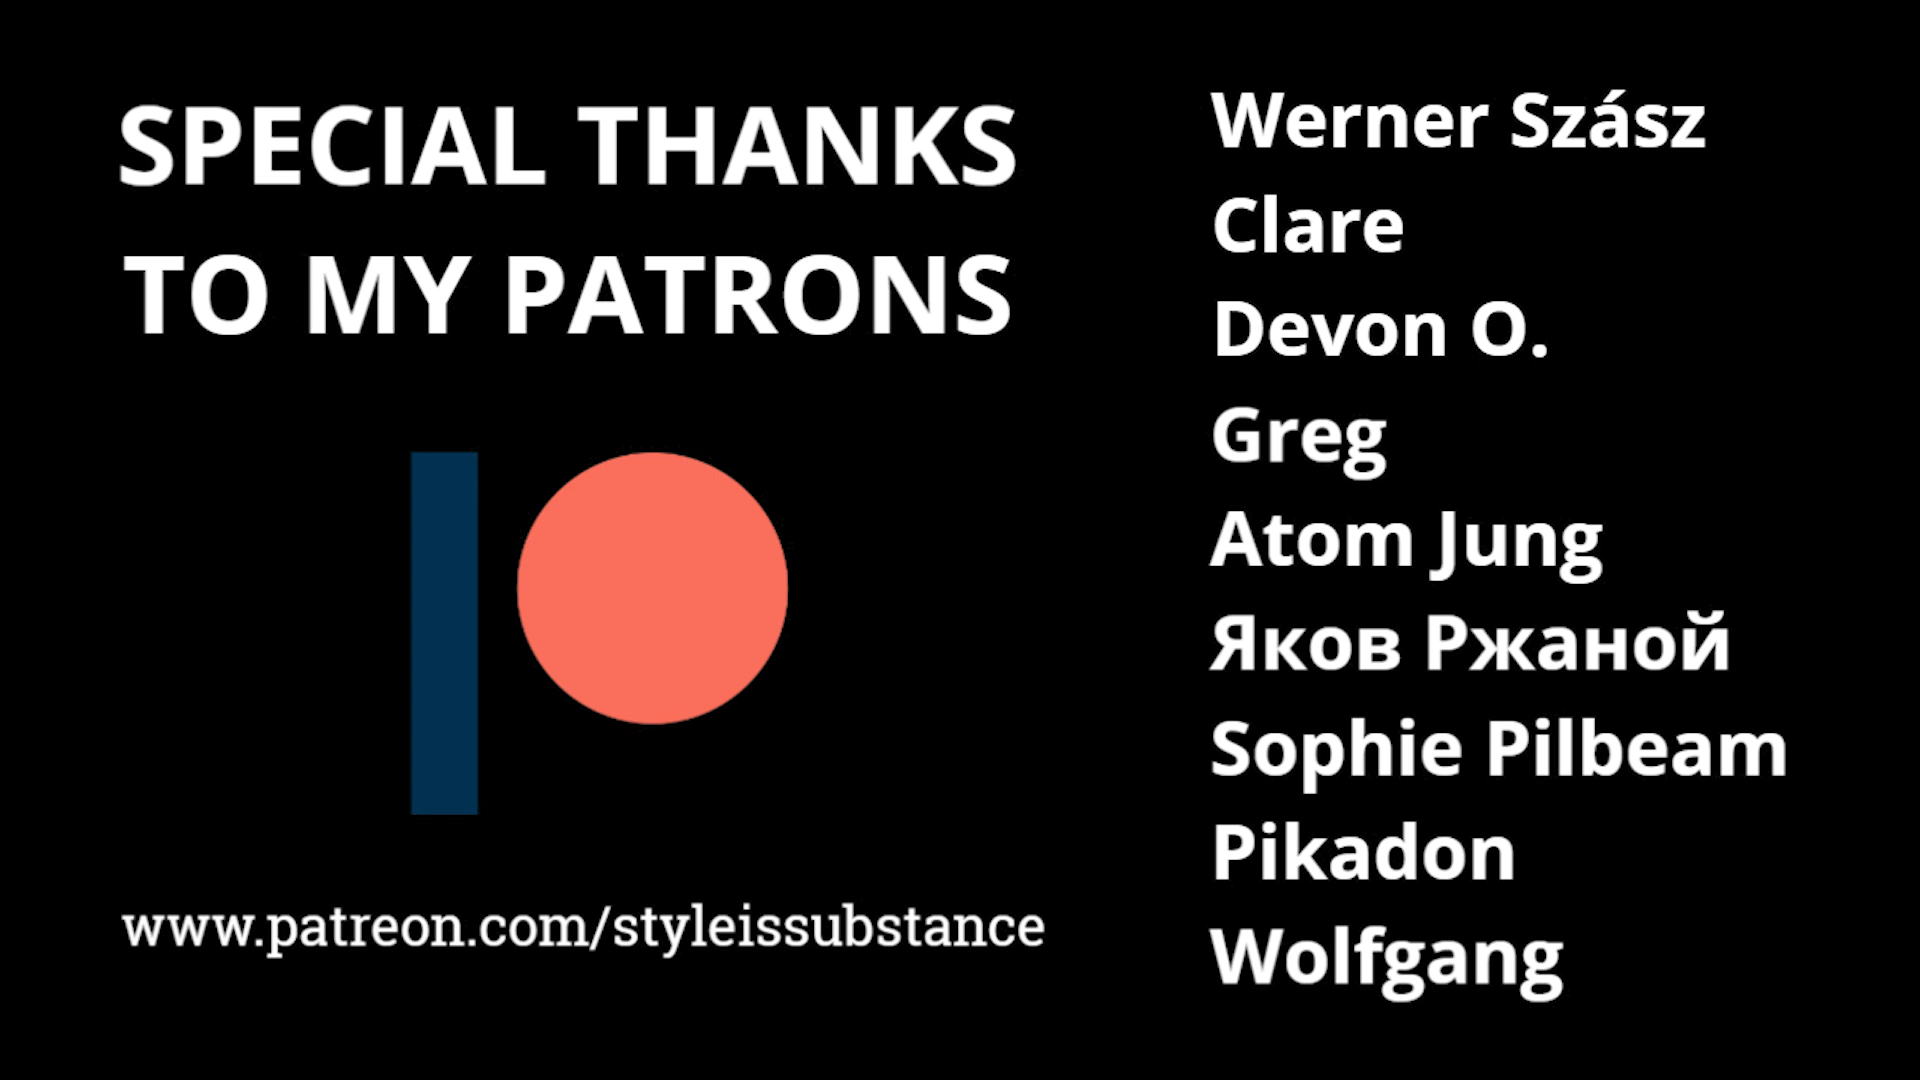 SPECIAL THANKS
TO MY PATRONS
www.patreon.com/styleissubstance
Werner Szász
Clare
Devon O.
Greg
Atom Jung
Яков Ржаной
Sophie Pilbeam
Pikadon
Wolfgang